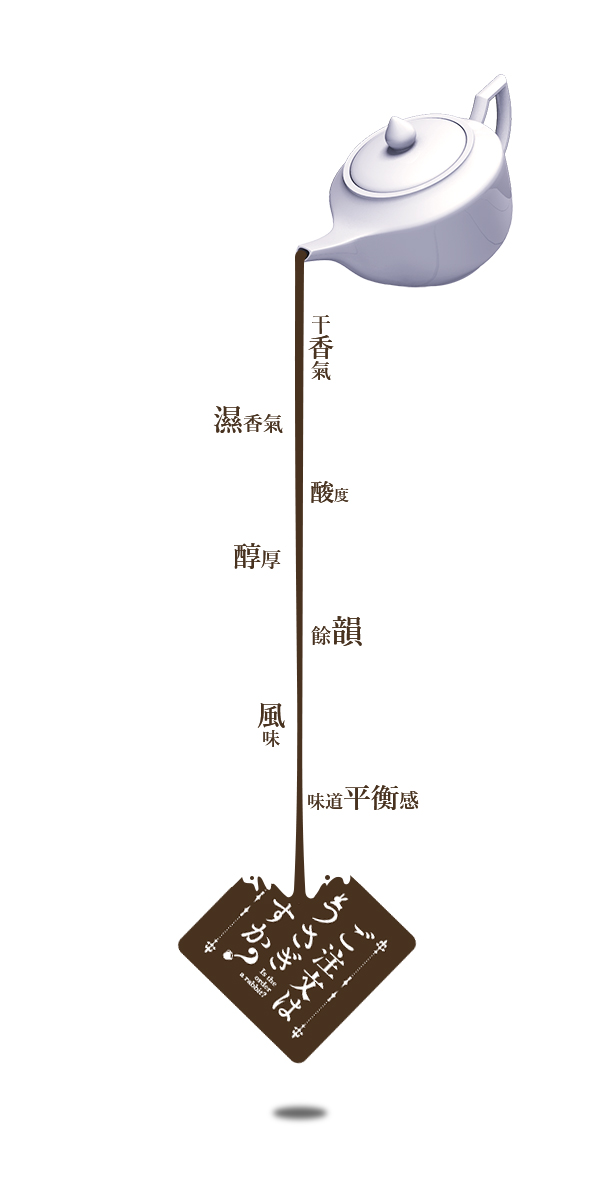 干香氣
濕香氣
酸度
醇厚
餘韻
風味
味道平衡感
ご注文は
うさぎ
ですか?
Is the
order
a rabbit?